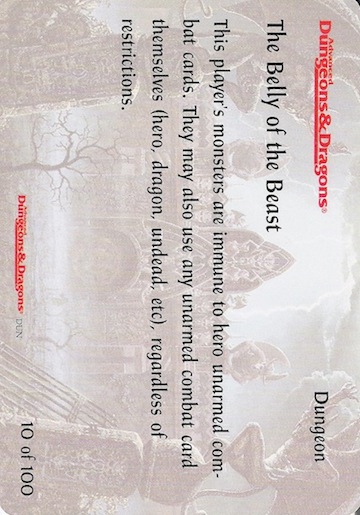 Advanced
Dungeons&Dragons®
Dungeon
The Belly of the Beast
This player's monsters are immune to hero unarmed com-
bat cards. They may also use any unarmed combat card
themselves (hero, dragon, undead, etc), regardless of
restrictions.
Dungeons&Dragons® DUN
10 of 100